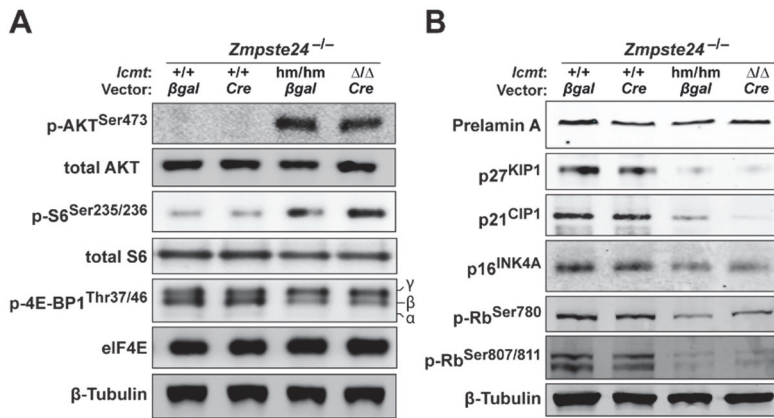 A
Zmpste24 –/–
Icmt: +/+ +/+ hm/hm Δ/Δ
Vector: βgal Cre βgal Cre
p-AKTSer473
total AKT
p-S6Ser235/236
total S6
p-4E-BP1Thr37/46
γ
β
α
eIF4E
β-Tubulin
B
Zmpste24 –/–
Icmt: +/+ +/+ hm/hm Δ/Δ
Vector: βgal Cre βgal Cre
Prelamin A
p27KIP1
p21CIP1
p16INK4A
p-RbSer780
p-RbSer807/811
β-Tubulin